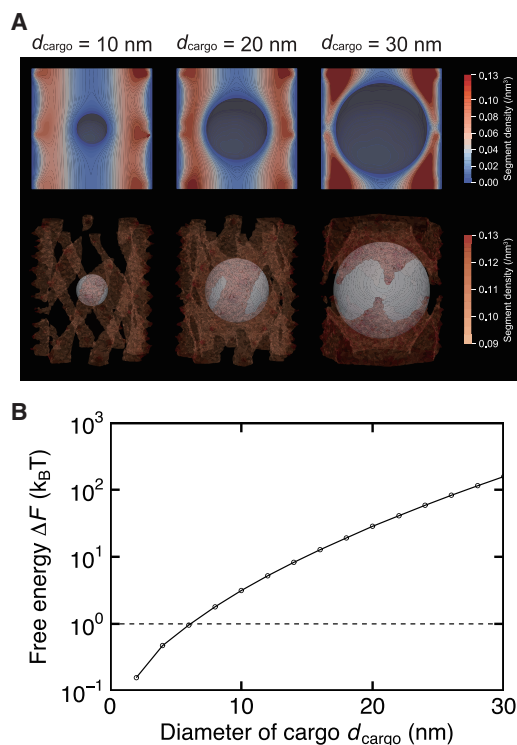 A
d_cargo = 10 nm d_cargo = 20 nm d_cargo = 30 nm
0.13
0.10
0.08
0.06
0.04
0.02
0.00
Segment density (/nm³)
0.13
0.12
0.11
0.10
0.09
Segment density (/nm³)
B
10³
10²
10¹
10⁰
10⁻¹
Free energy ΔF (k_BT)
0 10 20 30
Diameter of cargo d_cargo (nm)